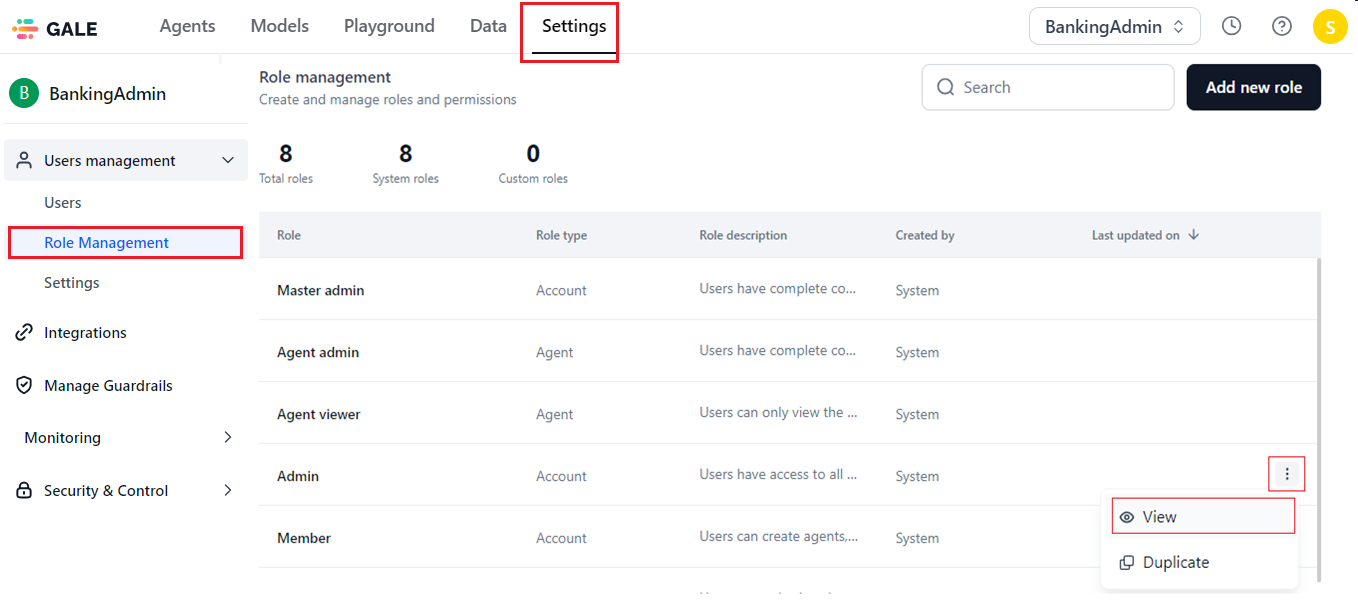 GALE Agents Models Playground Data Settings BankingAdmin S
B BankingAdmin
Role management
Create and manage roles and permissions
Search
Add new role
Users management
Users
Role Management
Settings
Integrations
Manage Guardrails
Monitoring
Security & Control
8 8 0
Total roles System roles Custom roles
Role Role type Role description Created by Last updated on
Master admin Account Users have complete co... System
Agent admin Agent Users have complete co... System
Agent viewer Agent Users can only view the ... System
Admin Account Users have access to all ... System
View
Member Account Users can create agents,... System
Duplicate